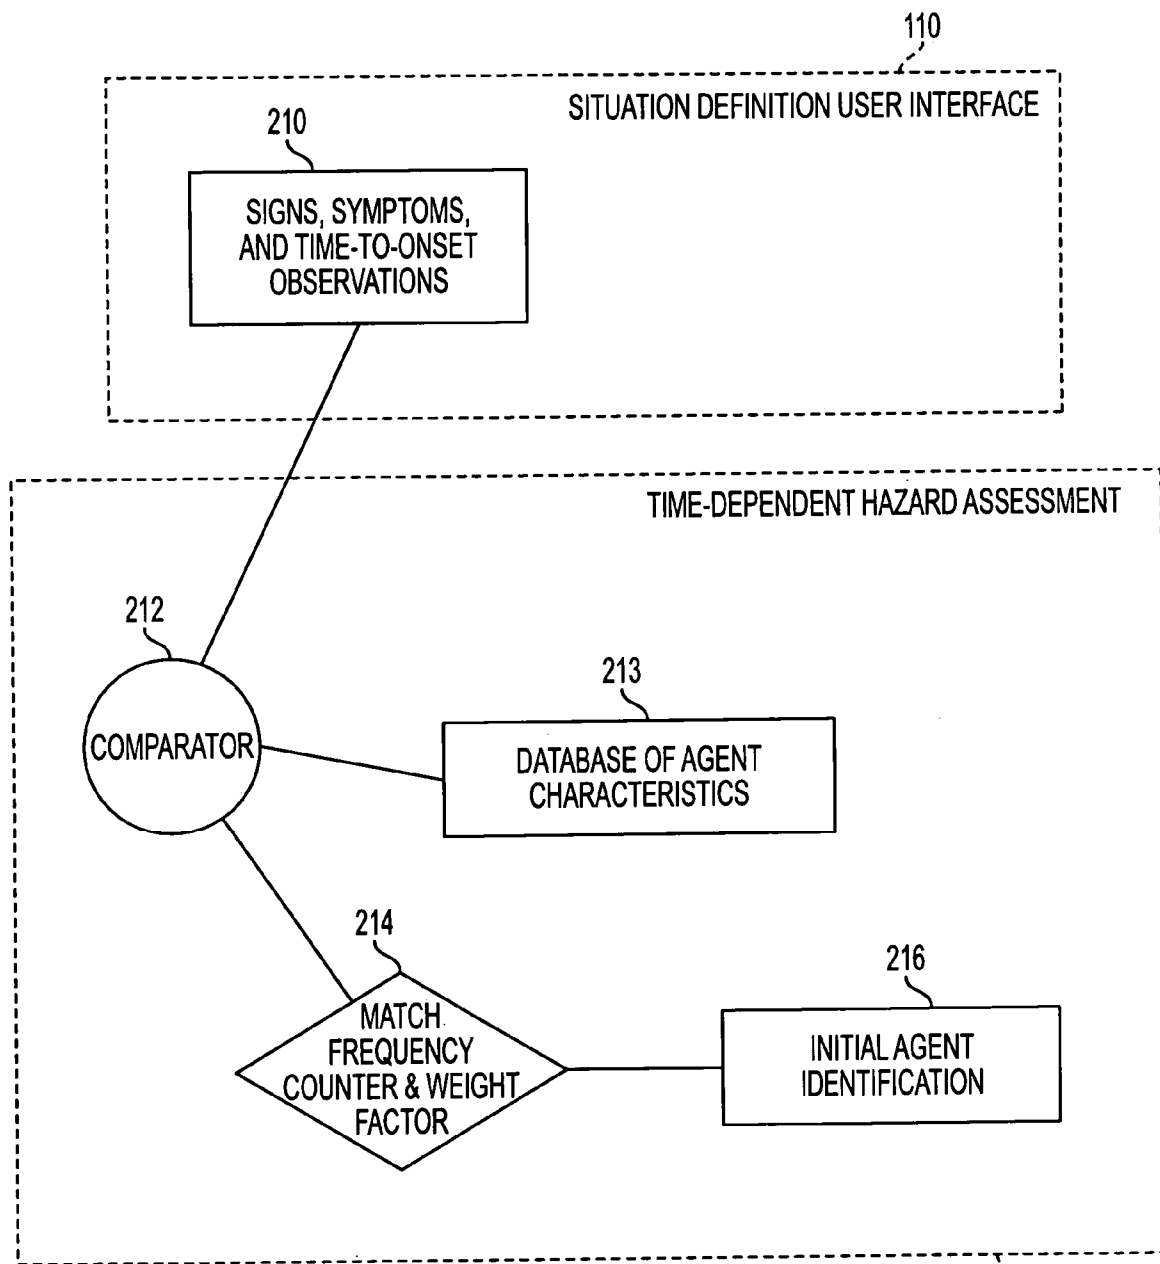 110
SITUATION DEFINITION USER INTERFACE
210
SIGNS, SYMPTOMS,
AND TIME-TO-ONSET
OBSERVATIONS
TIME-DEPENDENT HAZARD ASSESSMENT
212
COMPARATOR
213
DATABASE OF AGENT
CHARACTERISTICS
214
MATCH
FREQUENCY
COUNTER & WEIGHT
FACTOR
216
INITIAL AGENT
IDENTIFICATION